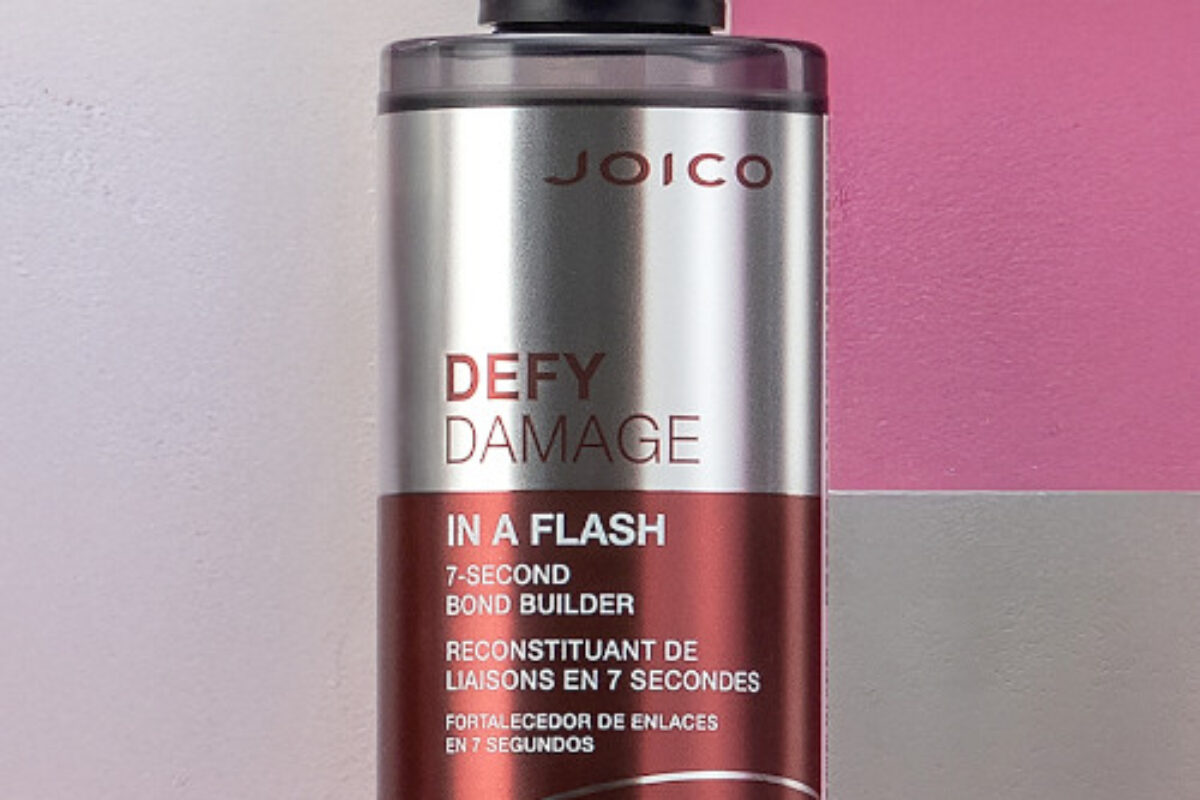 JOICO
DEFY
DAMAGE
IN A FLASH
7-SECOND
BOND BUILDER
RECONSTITUANT DE
LIAISONS EN 7 SECONDES
FORTALECEDOR DE ENLACES
EN 7 SEGUNDOS